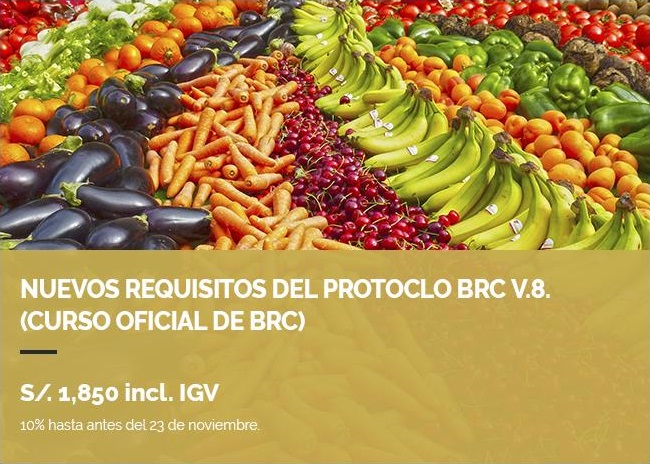 NUEVOS REQUISITOS DEL PROTOCLO BRC V.8.
(CURSO OFICIAL DE BRC)
S/. 1,850 incl. IGV
10% hasta antes del 23 de noviembre.